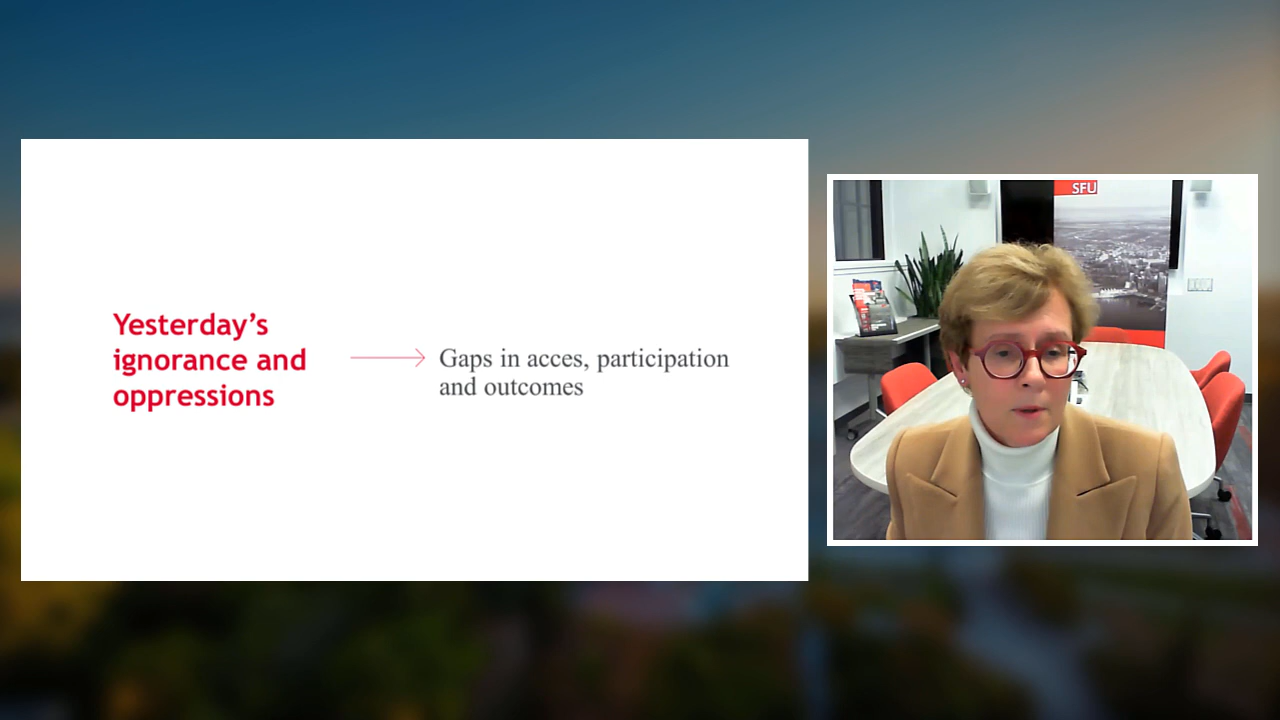 Yesterday's
ignorance and
oppressions
Gaps in acces, participation
and outcomes
SFU